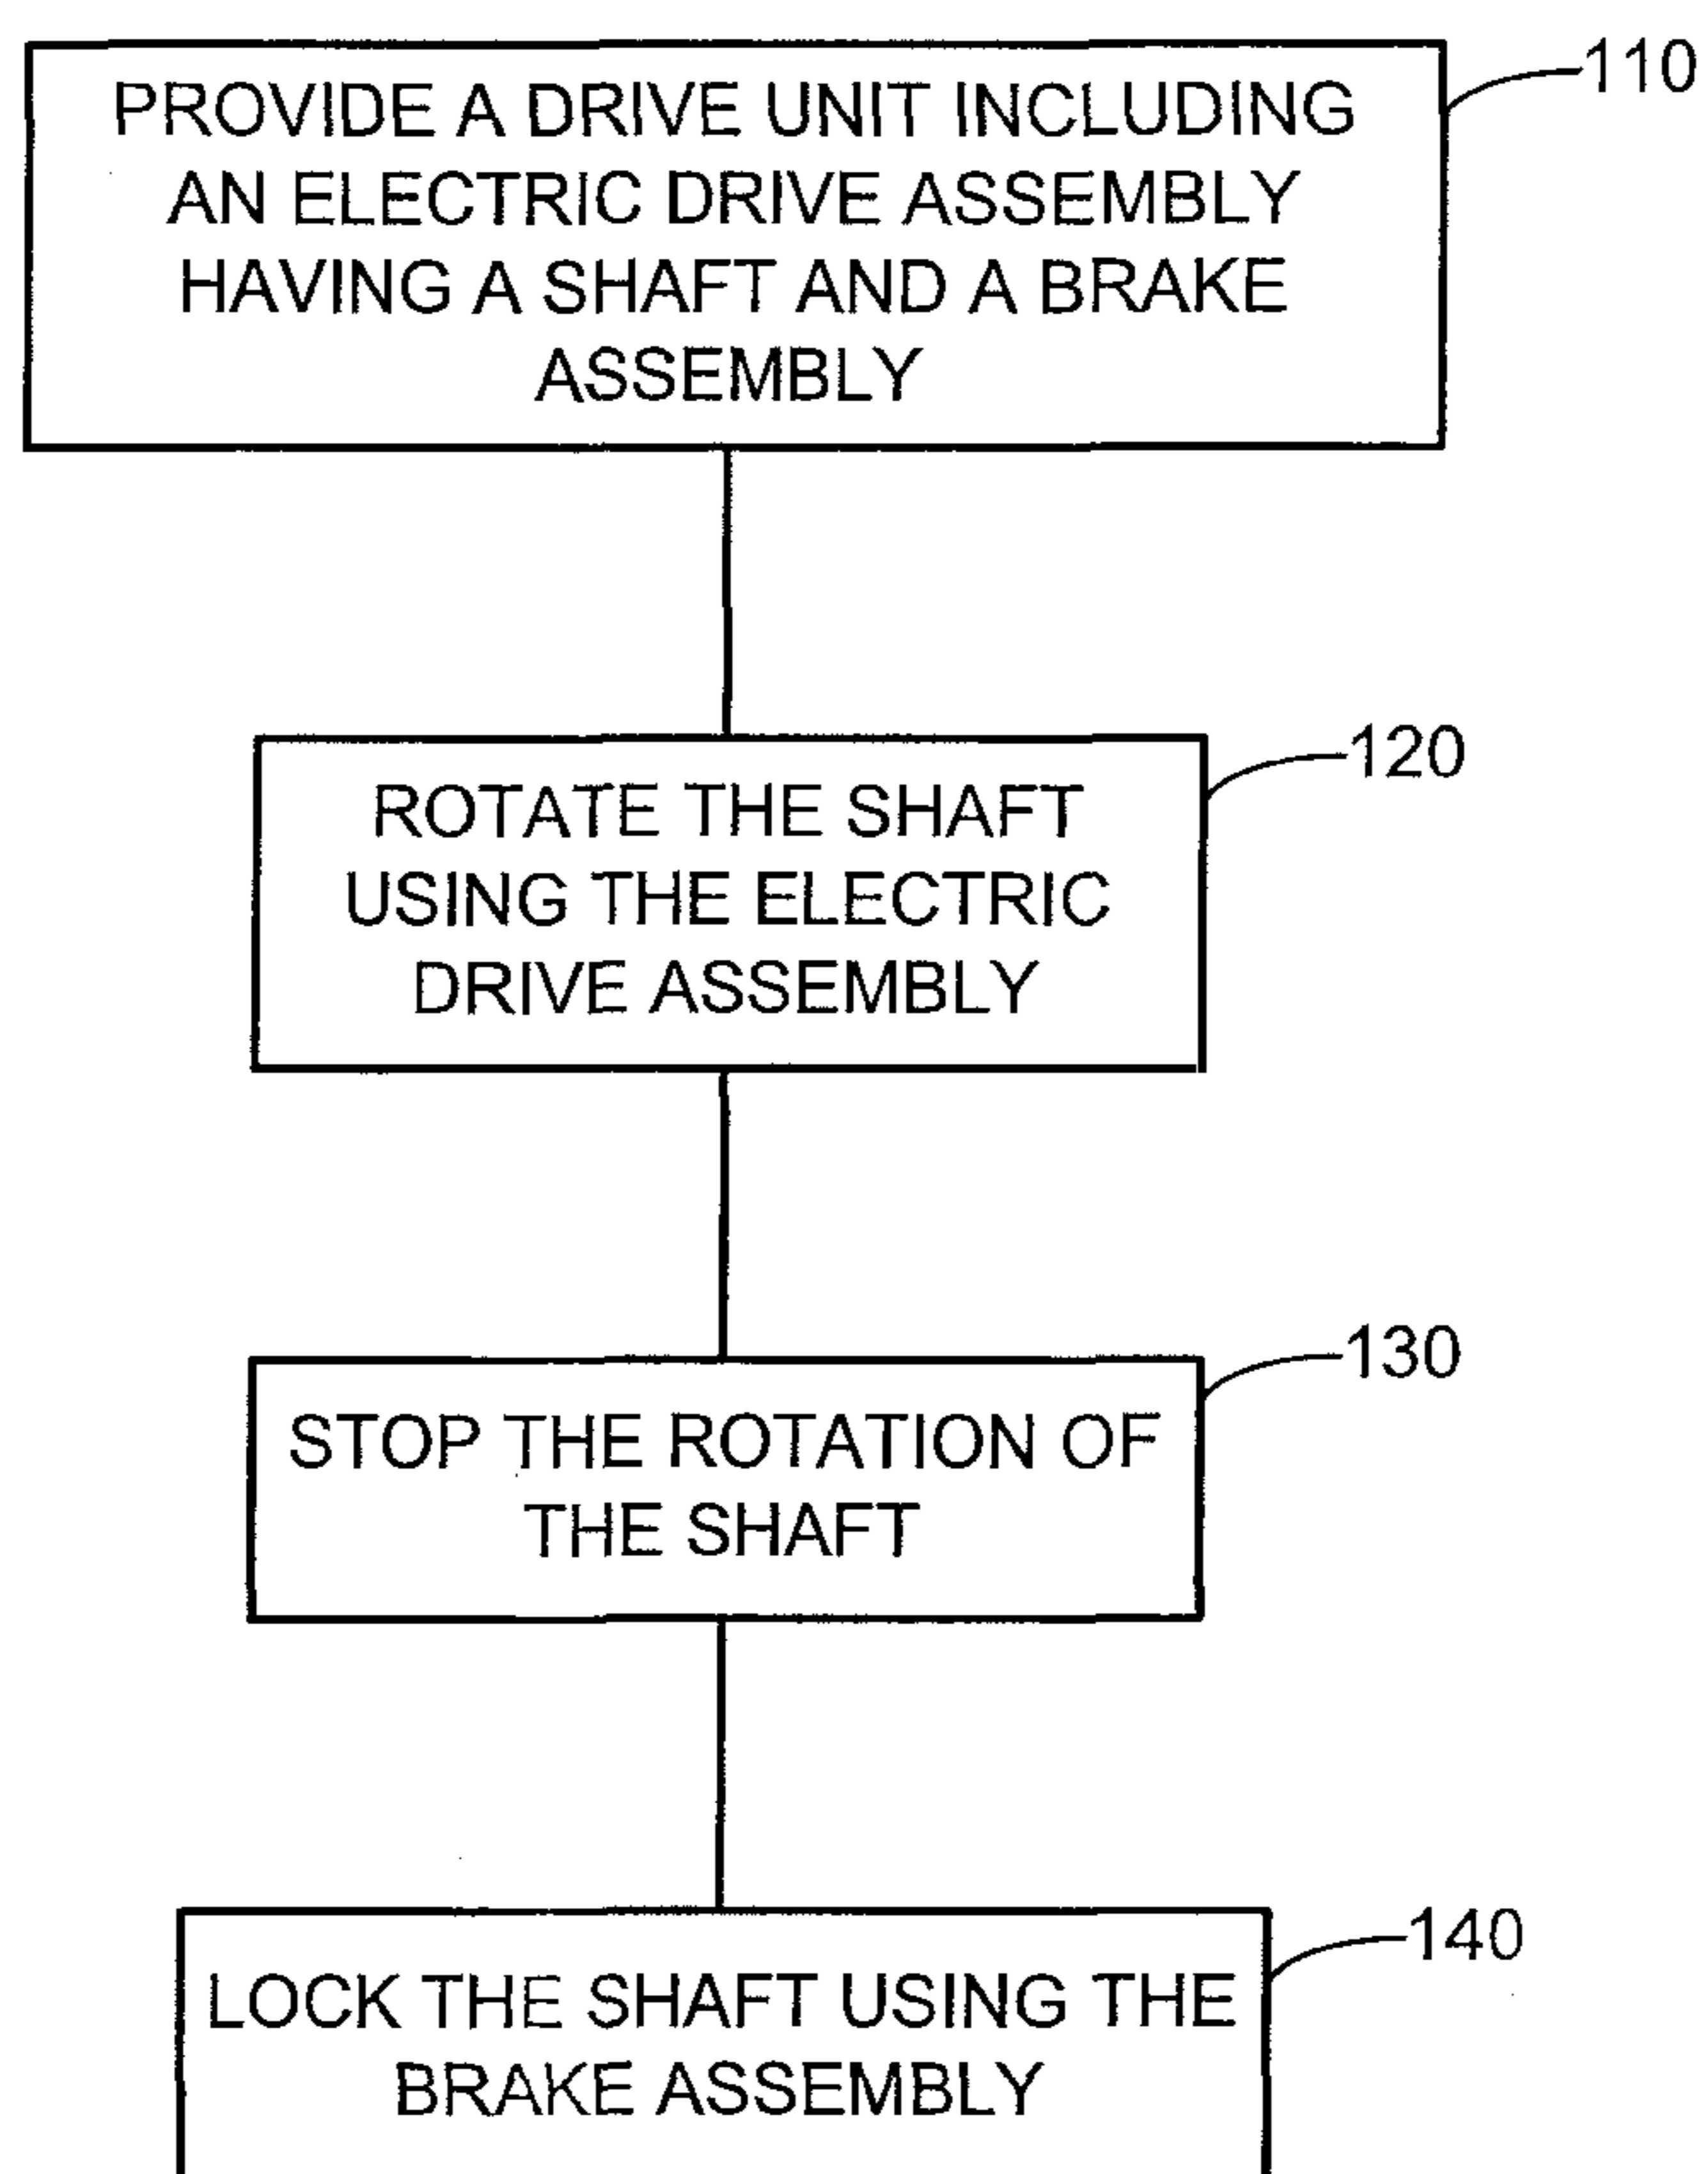 110
PROVIDE A DRIVE UNIT INCLUDING
AN ELECTRIC DRIVE ASSEMBLY
HAVING A SHAFT AND A BRAKE
ASSEMBLY
120
ROTATE THE SHAFT
USING THE ELECTRIC
DRIVE ASSEMBLY
130
STOP THE ROTATION OF
THE SHAFT
140
LOCK THE SHAFT USING THE
BRAKE ASSEMBLY